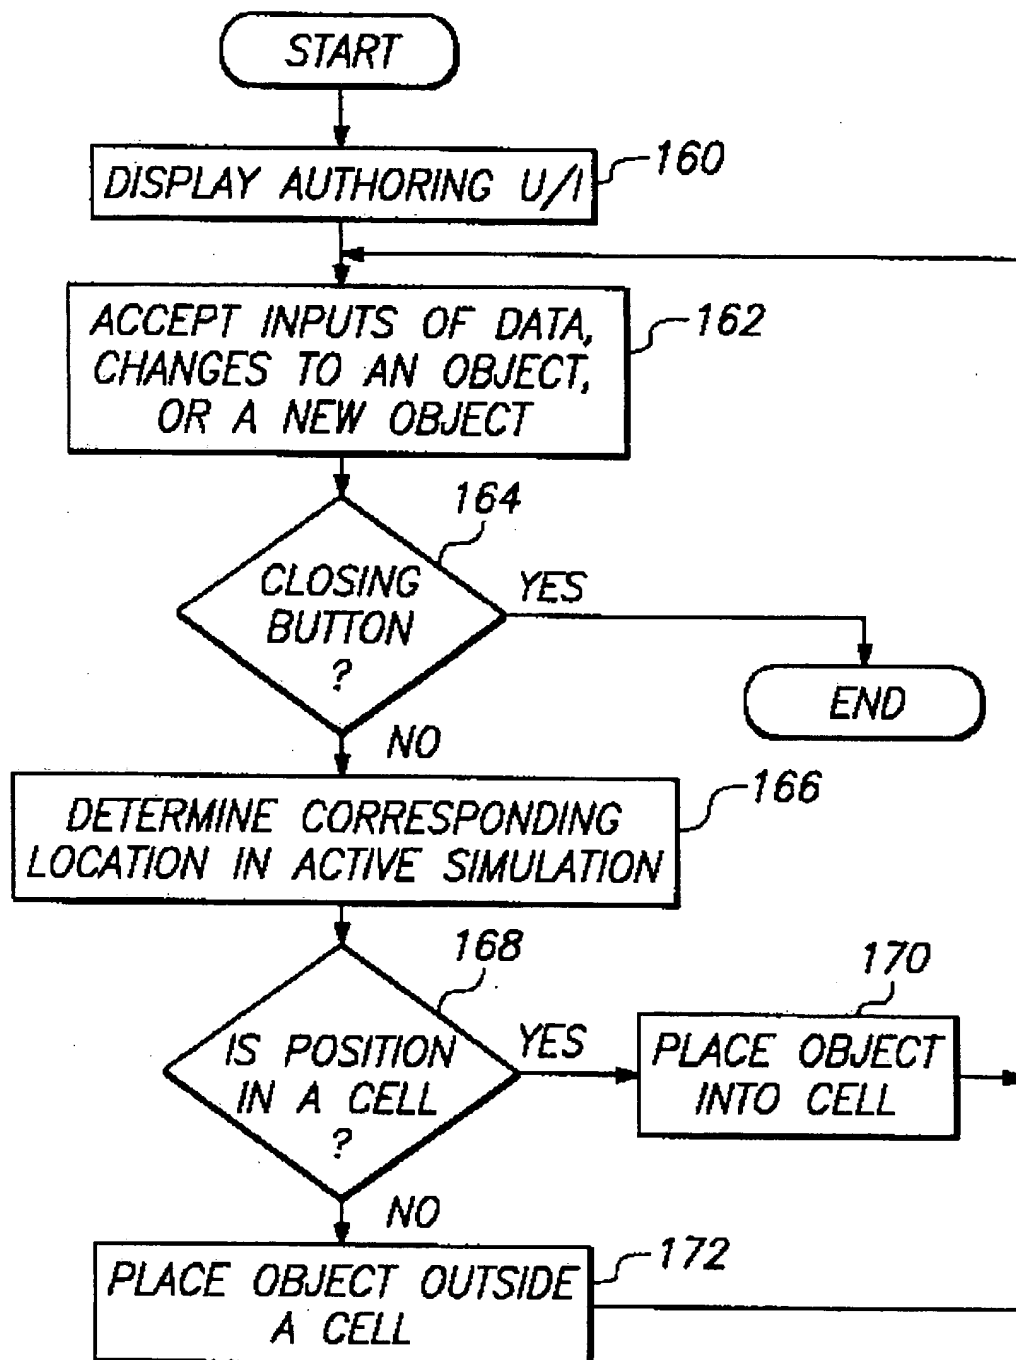 START
DISPLAY AUTHORING U/I
160
ACCEPT INPUTS OF DATA,
CHANGES TO AN OBJECT,
OR A NEW OBJECT
162
164
CLOSING
BUTTON
?
YES
END
NO
DETERMINE CORRESPONDING
LOCATION IN ACTIVE SIMULATION
166
168
IS POSITION
IN A CELL
?
YES
170
PLACE OBJECT
INTO CELL
NO
PLACE OBJECT OUTSIDE
A CELL
172